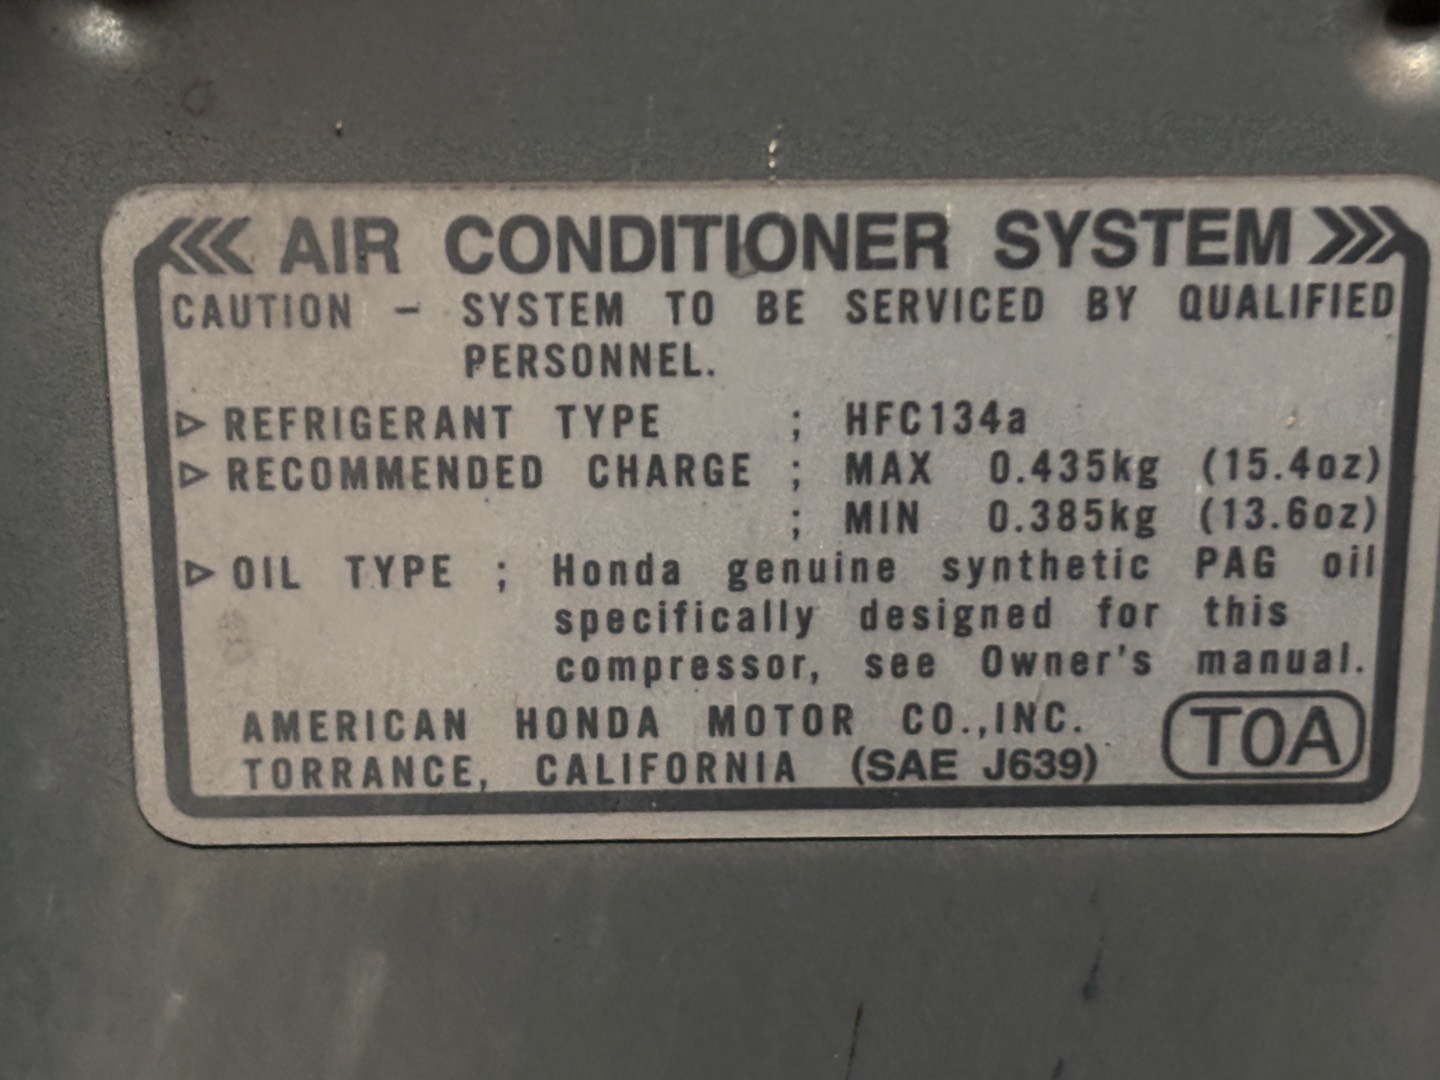 AIR CONDITIONER SYSTEM
CAUTION - SYSTEM TO BE SERVICED BY QUALIFIED
PERSONNEL.
▷ REFRIGERANT TYPE ; HFC134a
▷ RECOMMENDED CHARGE ; MAX 0.435kg (15.4oz)
; MIN 0.385kg (13.6oz)
▷ OIL TYPE ; Honda genuine synthetic PAG oil
specifically designed for this
compressor, see Owner's manual.
AMERICAN HONDA MOTOR CO.,INC.
TORRANCE, CALIFORNIA (SAE J639)
TOA